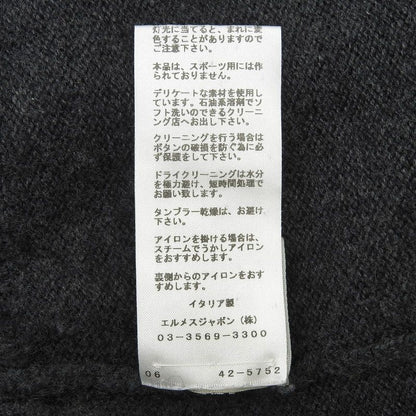 灯光に当てると、まれに変
色することがありますので
ご注意下さい。
本品は、スポーツ用には作
られておりません。
デリケートな素材を使用し
ています。石油系溶剤でソ
フト洗いのできるクリーニ
ング店へお出し下さい。
クリーニングを行う場合は
ボタンの破損を防ぐ為に必
ず保護をして下さい。
ドライクリーニングは水分
を極力避け、短時間処理で
お願い致します。
タンブラー乾燥は、お避け
下さい。
アイロンを掛ける場合は、
スチームでうかしアイロン
をおすすめします。
裏側からのアイロンをおす
すめします。
イタリア製
エルメスジャポン(株)
03-3569-3300
06 42-5752